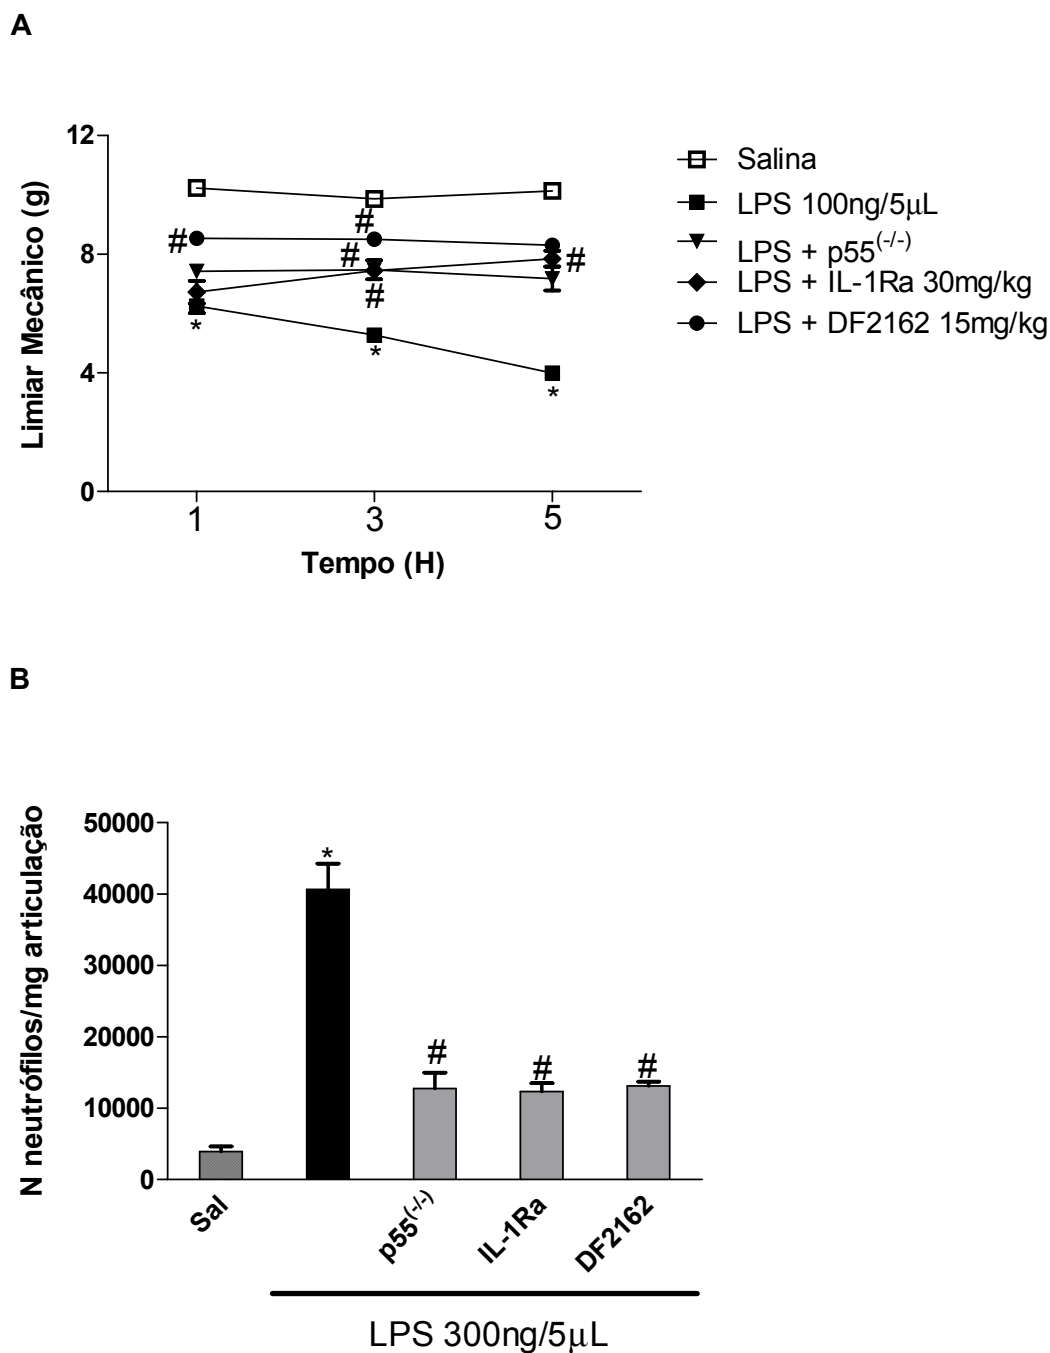 A
12
8
4
0
Limiar Mecânico (g)
#
#
#
#
#
*
*
*
1
3
5
Tempo (H)
Salina
LPS 100ng/5μL
LPS + p55(-/-)
LPS + IL-1Ra 30mg/kg
LPS + DF2162 15mg/kg
B
N neutrófilos/mg articulação
50000
40000
30000
20000
10000
0
*
#
#
#
Sal
p55(-/-)
IL-1Ra
DF2162
LPS 300ng/5μL